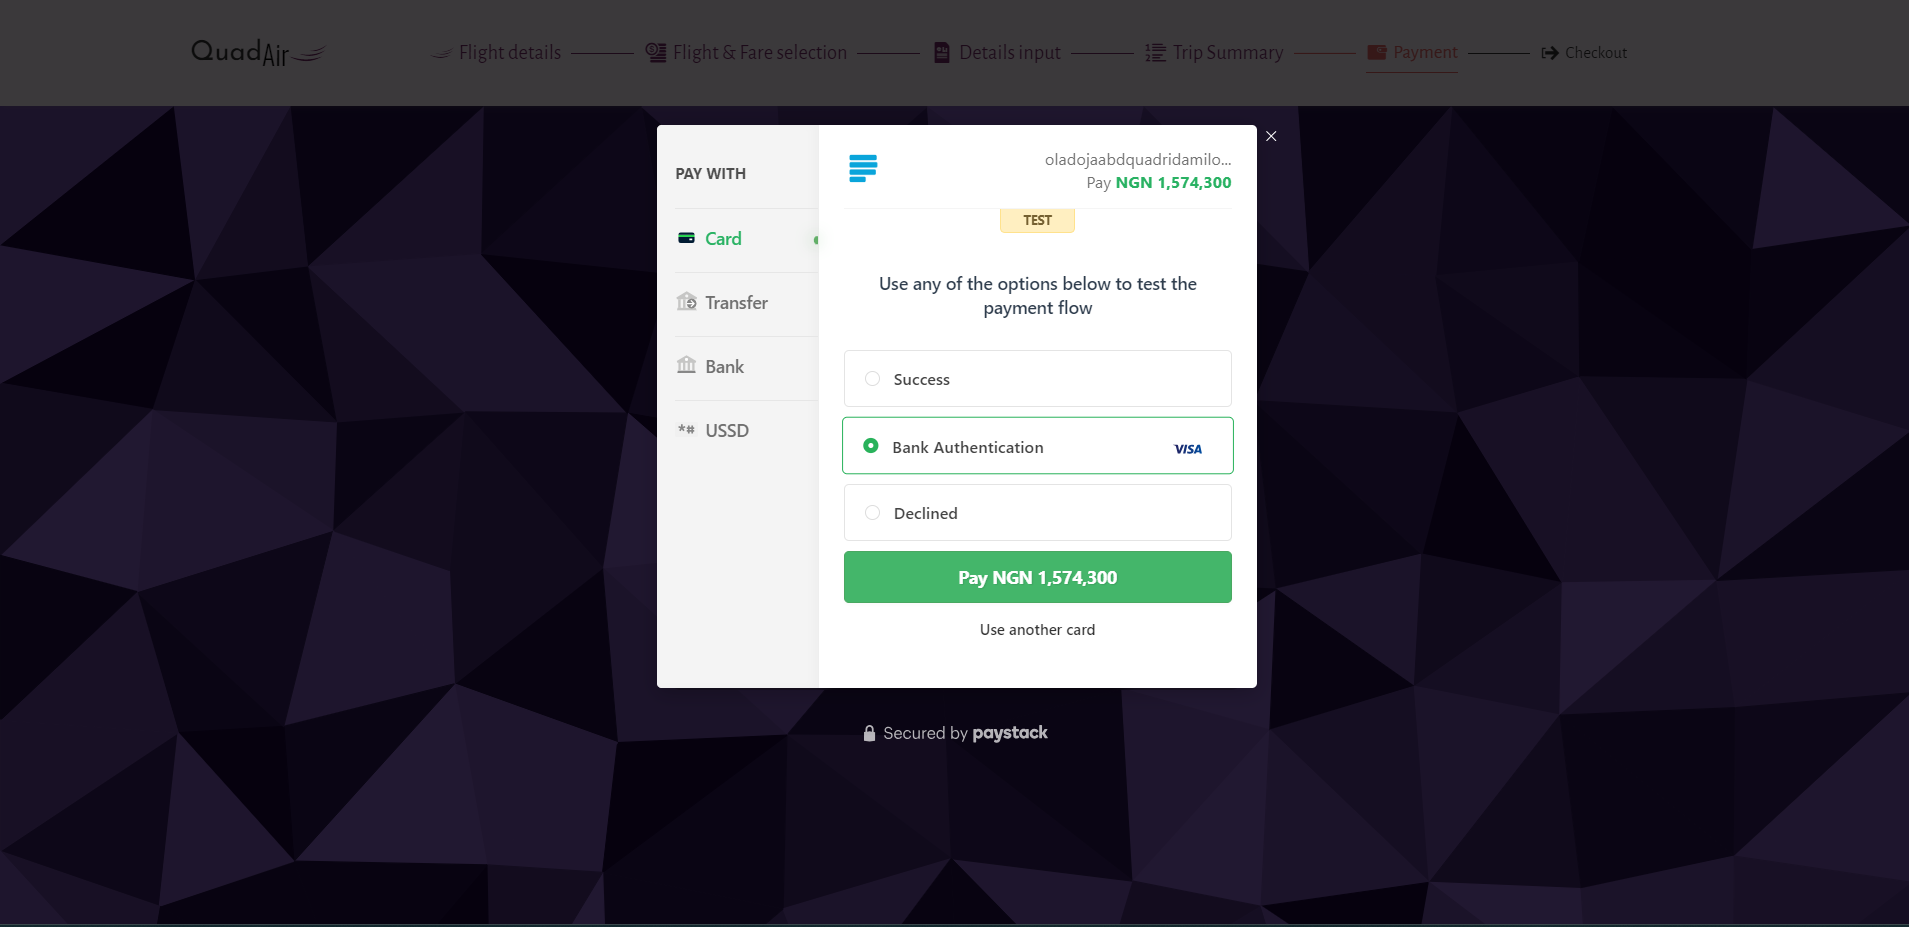 QuadAir
Flight details
Flight & Fare selection
Details input
Trip Summary
Payment
Checkout
PAY WITH
Card
Transfer
Bank
*# USSD
oladojaabdquadridamilo...
Pay NGN 1,574,300
TEST
Use any of the options below to test the
payment flow
Success
Bank Authentication
VISA
Declined
Pay NGN 1,574,300
Use another card
Secured by paystack